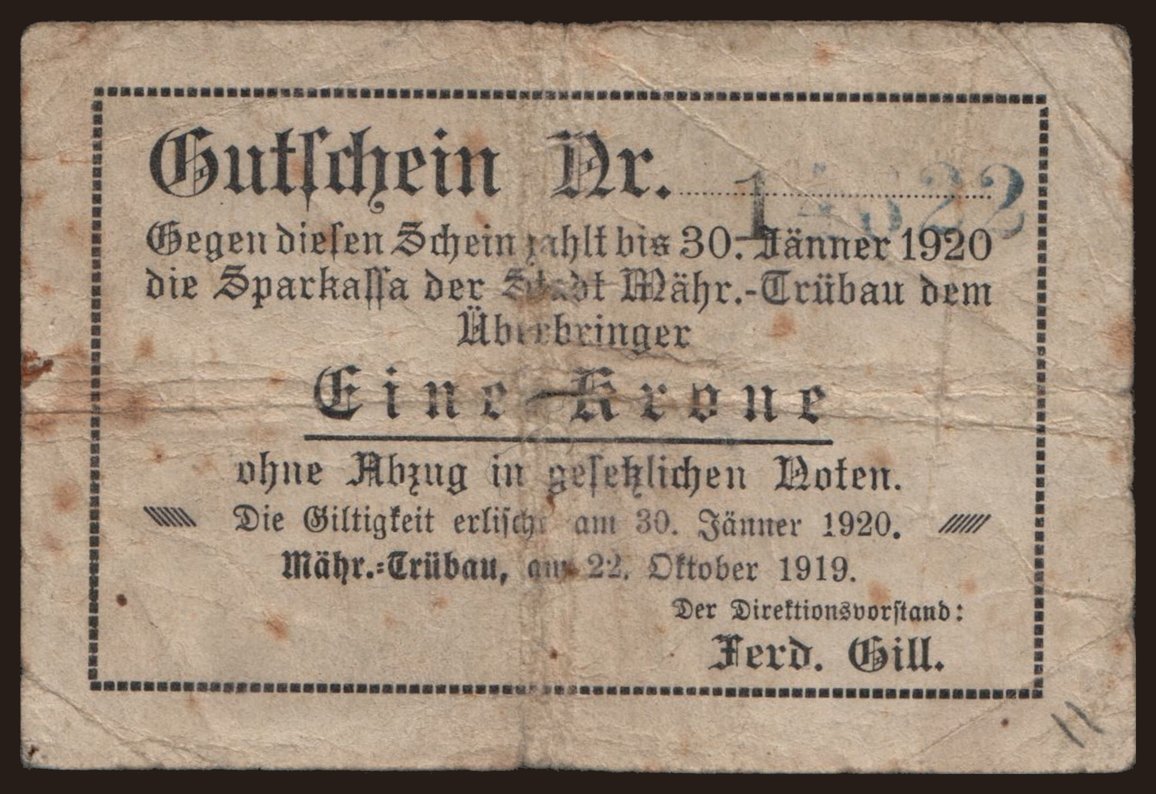 Gutschein Nr.
Gegen diesen Schein zahlt bis 30. Jänner 1920
die Sparkassa der Stadt Mähr.-Trübau dem
Überbringer
Eine Krone
ohne Abzug in gesetzlichen Noten.
Die Giltigkeit erlischt am 30. Jänner 1920.
Mähr.-Trübau, am 22. Oktober 1919.
Der Direktionsvorstand:
Ferd. Gill.
11